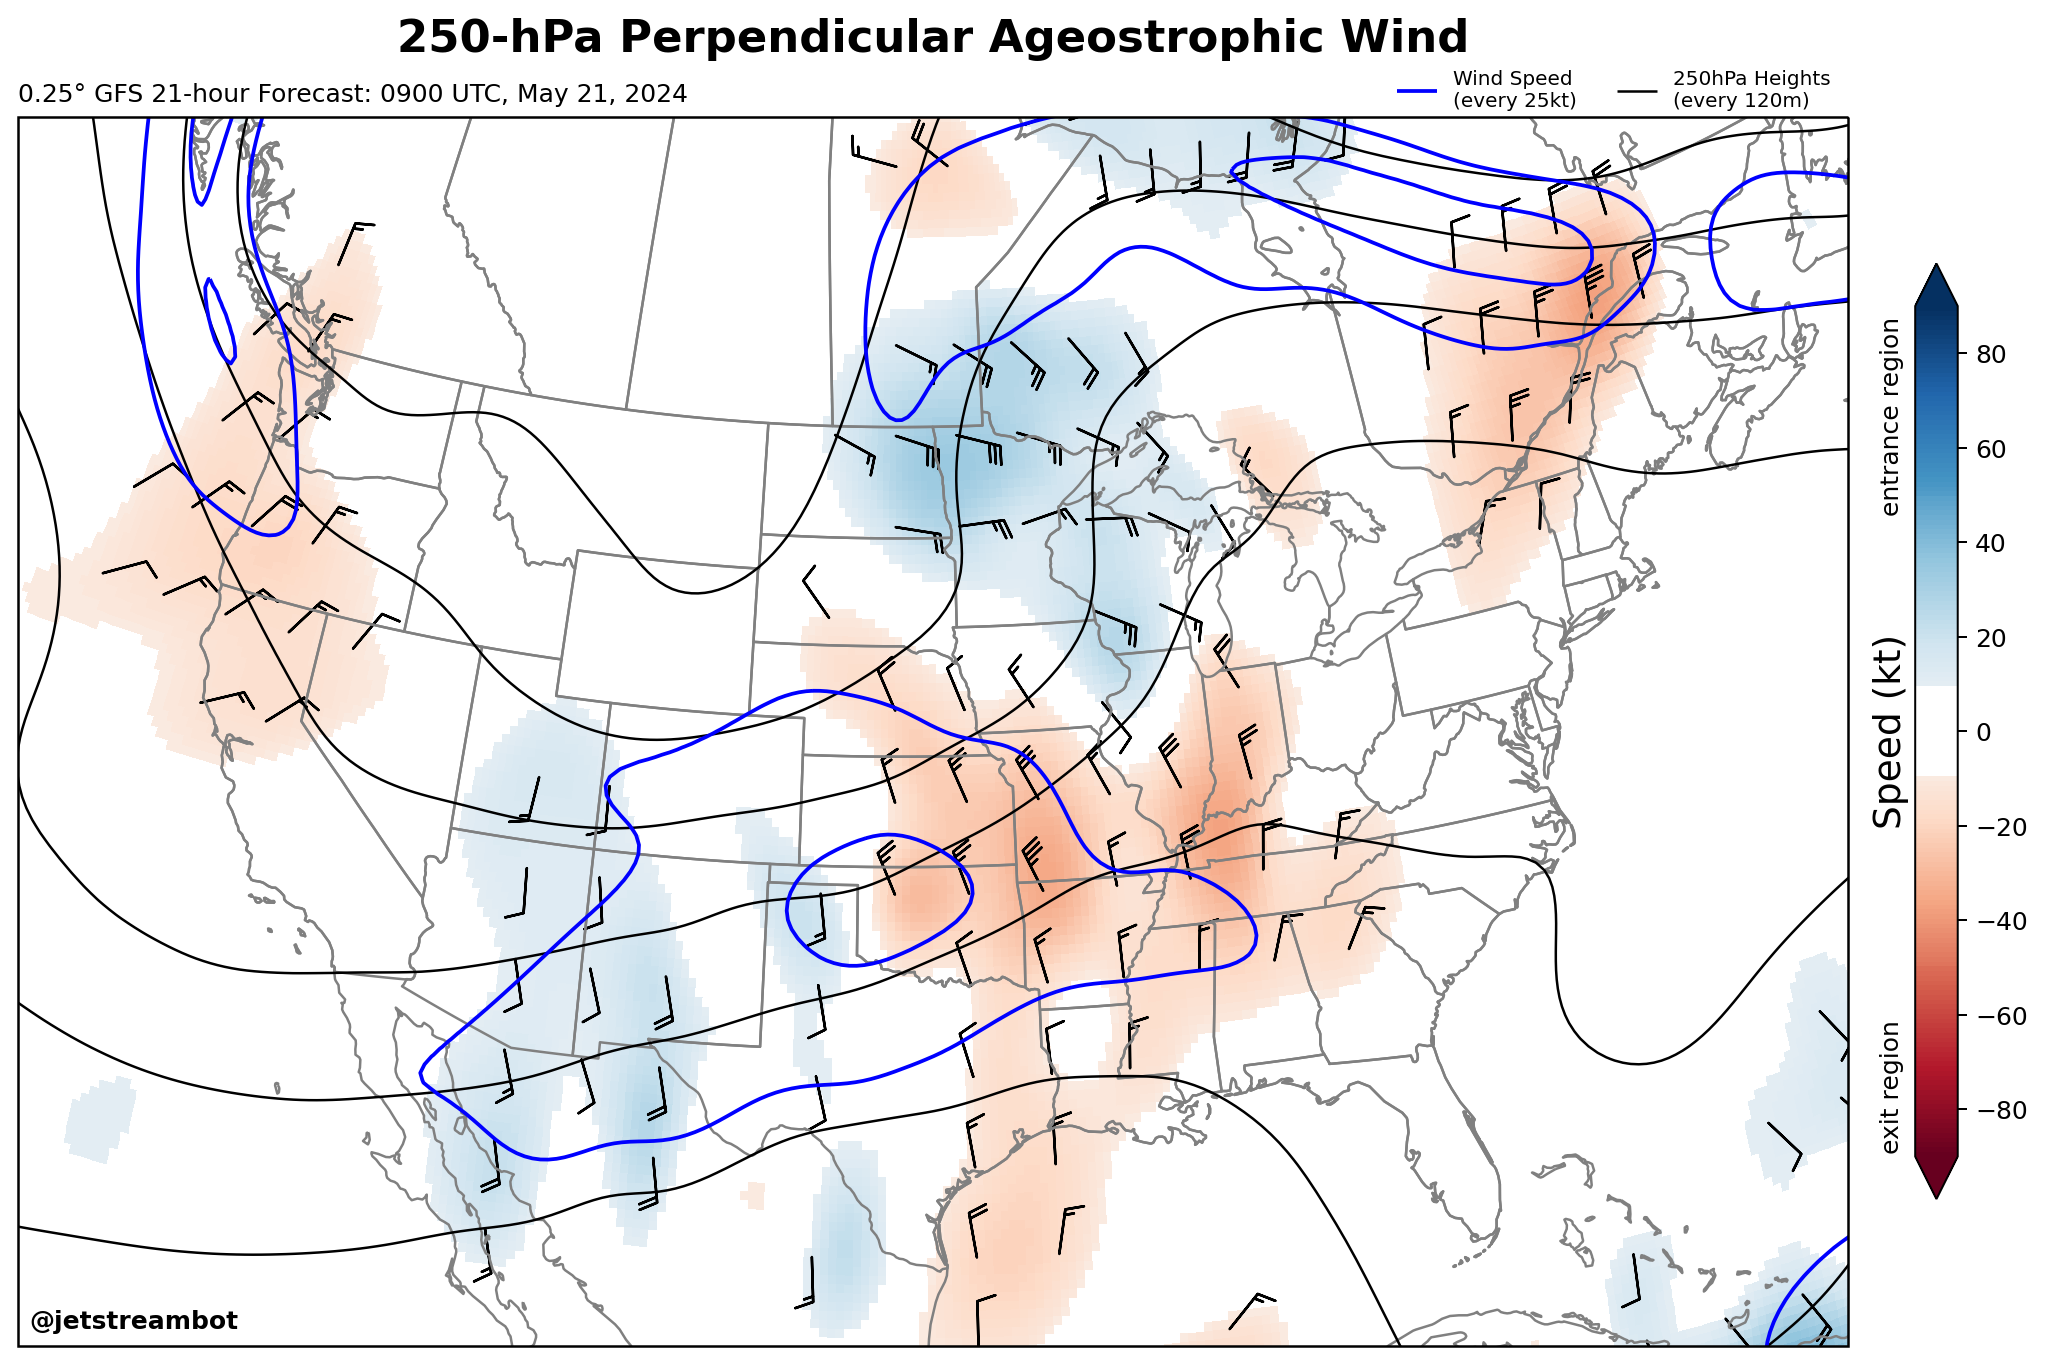 250-hPa Perpendicular Ageostrophic Wind
0.25° GFS 21-hour Forecast: 0900 UTC, May 21, 2024
Wind Speed
(every 25kt)
250hPa Heights
(every 120m)
entrance region
Speed (kt)
exit region
80
60
40
20
0
−20
−40
−60
−80
@jetstreambot